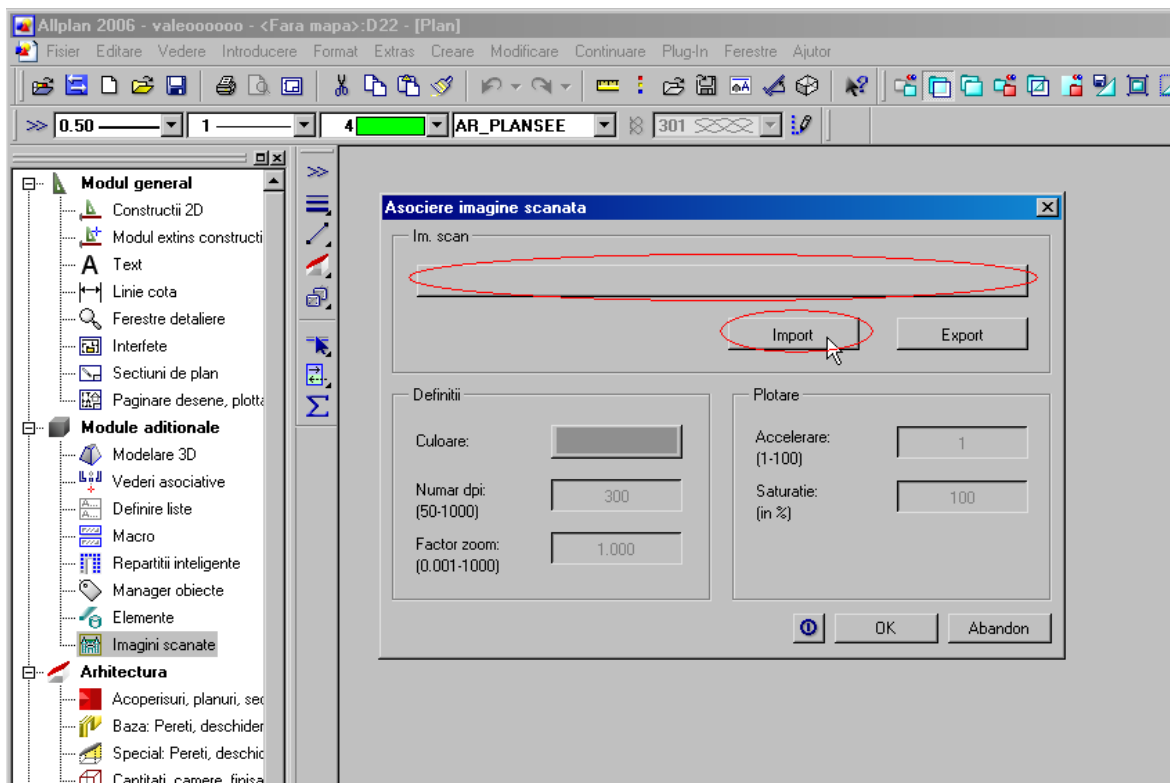 Allplan 2006 - valeoooooo - <Fara mapa>:D22 - [Plan]
Fisier Editare Vedere Introducere Format Extras Creare Modificare Continuare Plug-In Ferestre Ajutor
>> 0.50 1 4 AR_PLANSEE 301
Modul general
Constructii 2D
Modul extins constructi
Text
Linie cota
Ferestre detaliere
Interfete
Sectiuni de plan
Paginare desene, plotta
Module aditionale
Modelare 3D
Vederi asociative
Definire liste
Macro
Repartitii inteligente
Manager obiecte
Elemente
Imagini scanate
Arhitectura
Acoperisuri, planuri, sec
Baza: Pereti, deschider
Special: Pereti, deschic
Cantitati, camere, finisa
Asociere imagine scanata
Im. scan
Import Export
Definitii
Culoare:
Numar dpi: 300
(50-1000)
Factor zoom: 1.000
(0.001-1000)
Plotare
Accelerare: 1
(1-100)
Saturatie: 100
(in %)
OK Abandon